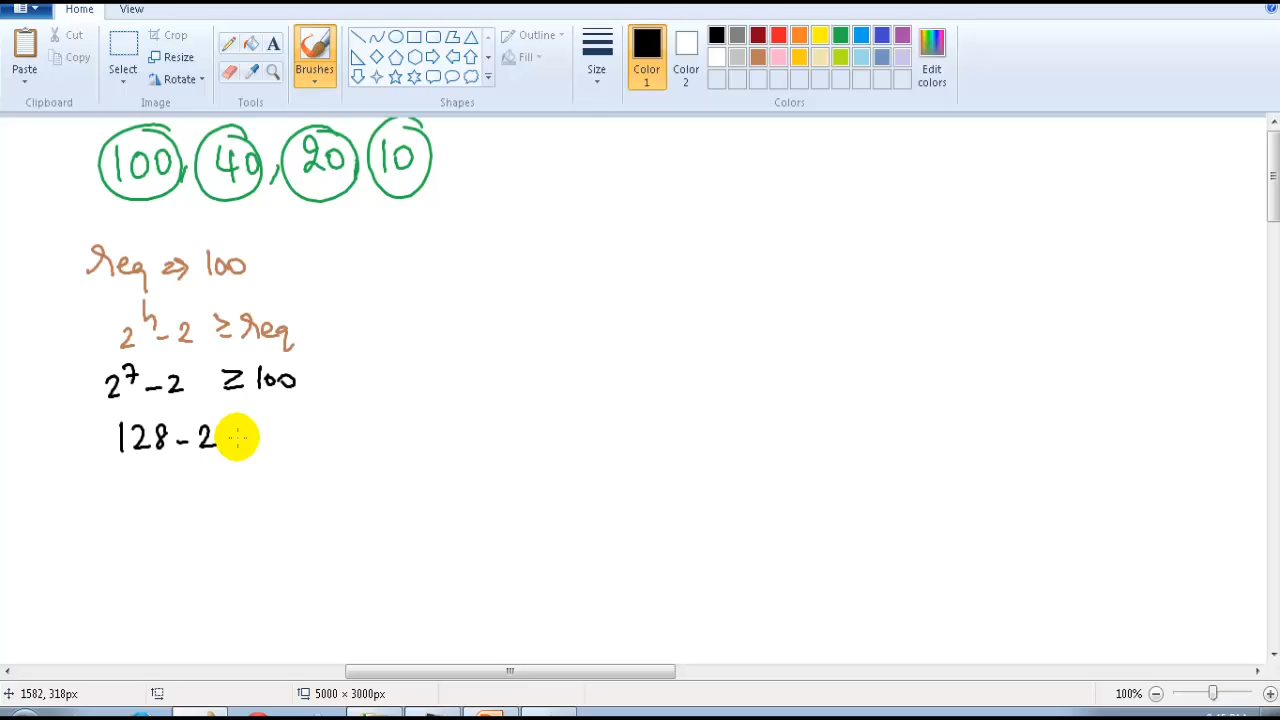 Home View
Cut
Copy
Paste
Clipboard
Select
Crop
Resize
Rotate
Image
Tools
Brushes
Shapes
Outline
Fill
Size
Color 1
Color 2
Colors
Edit colors
100, 40, 20 10
Req ⇒ 100
2^h - 2 ≥ Req
2^7 - 2 ≥ 100
128 - 2
1582, 318px
5000 × 3000px
100%